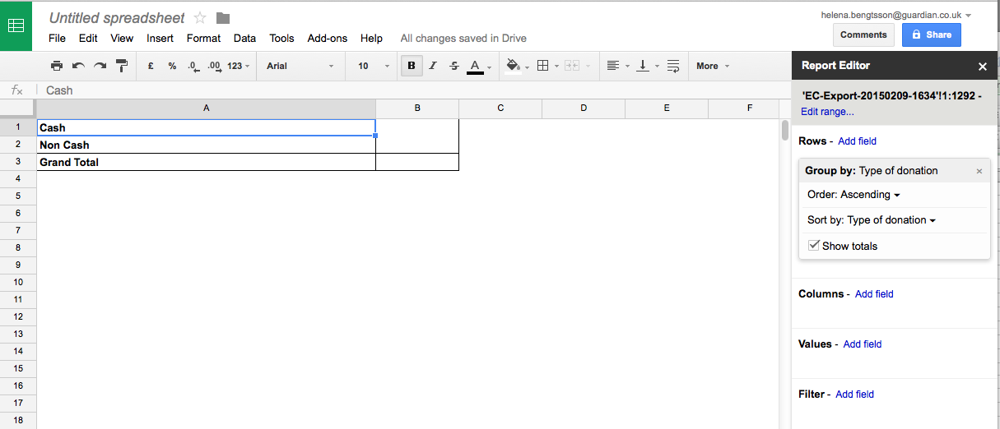 Untitled spreadsheet
helena.bengtsson@guardian.co.uk
File Edit View Insert Format Data Tools Add-ons Help All changes saved in Drive
Comments Share
£ % .0 .00 123 Arial 10 B I S A More
Report Editor
fx Cash
'EC-Export-20150209-1634'!1:1292 -
Edit range...
A B C D E F
1 Cash
2 Non Cash
3 Grand Total
4
5
6
7
8
9
10
11
12
13
14
15
16
17
18
Rows - Add field
Group by: Type of donation
Order: Ascending
Sort by: Type of donation
Show totals
Columns - Add field
Values - Add field
Filter - Add field